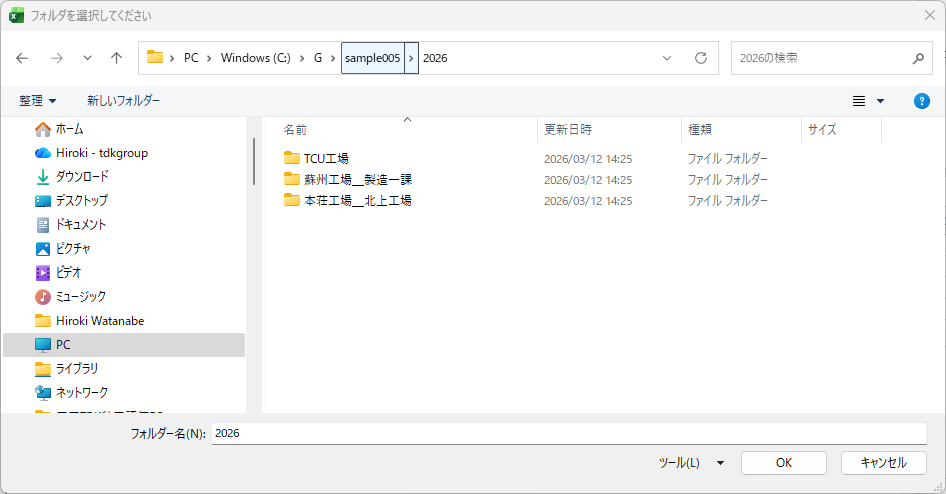 フォルダを選択してください
PC > Windows (C:) > G > sample005 > 2026
2026の検索
整理 新しいフォルダー
ホーム
Hiroki - tdkgroup
ダウンロード
デスクトップ
ドキュメント
ピクチャ
ビデオ
ミュージック
Hiroki Watanabe
PC
ライブラリ
ネットワーク
名前 更新日時 種類 サイズ
TCU工場 2026/03/12 14:25 ファイル フォルダー
蘇州工場__製造一課 2026/03/12 14:25 ファイル フォルダー
本荘工場__北上工場 2026/03/12 14:25 ファイル フォルダー
フォルダー名(N): 2026
ツール(L) OK キャンセル